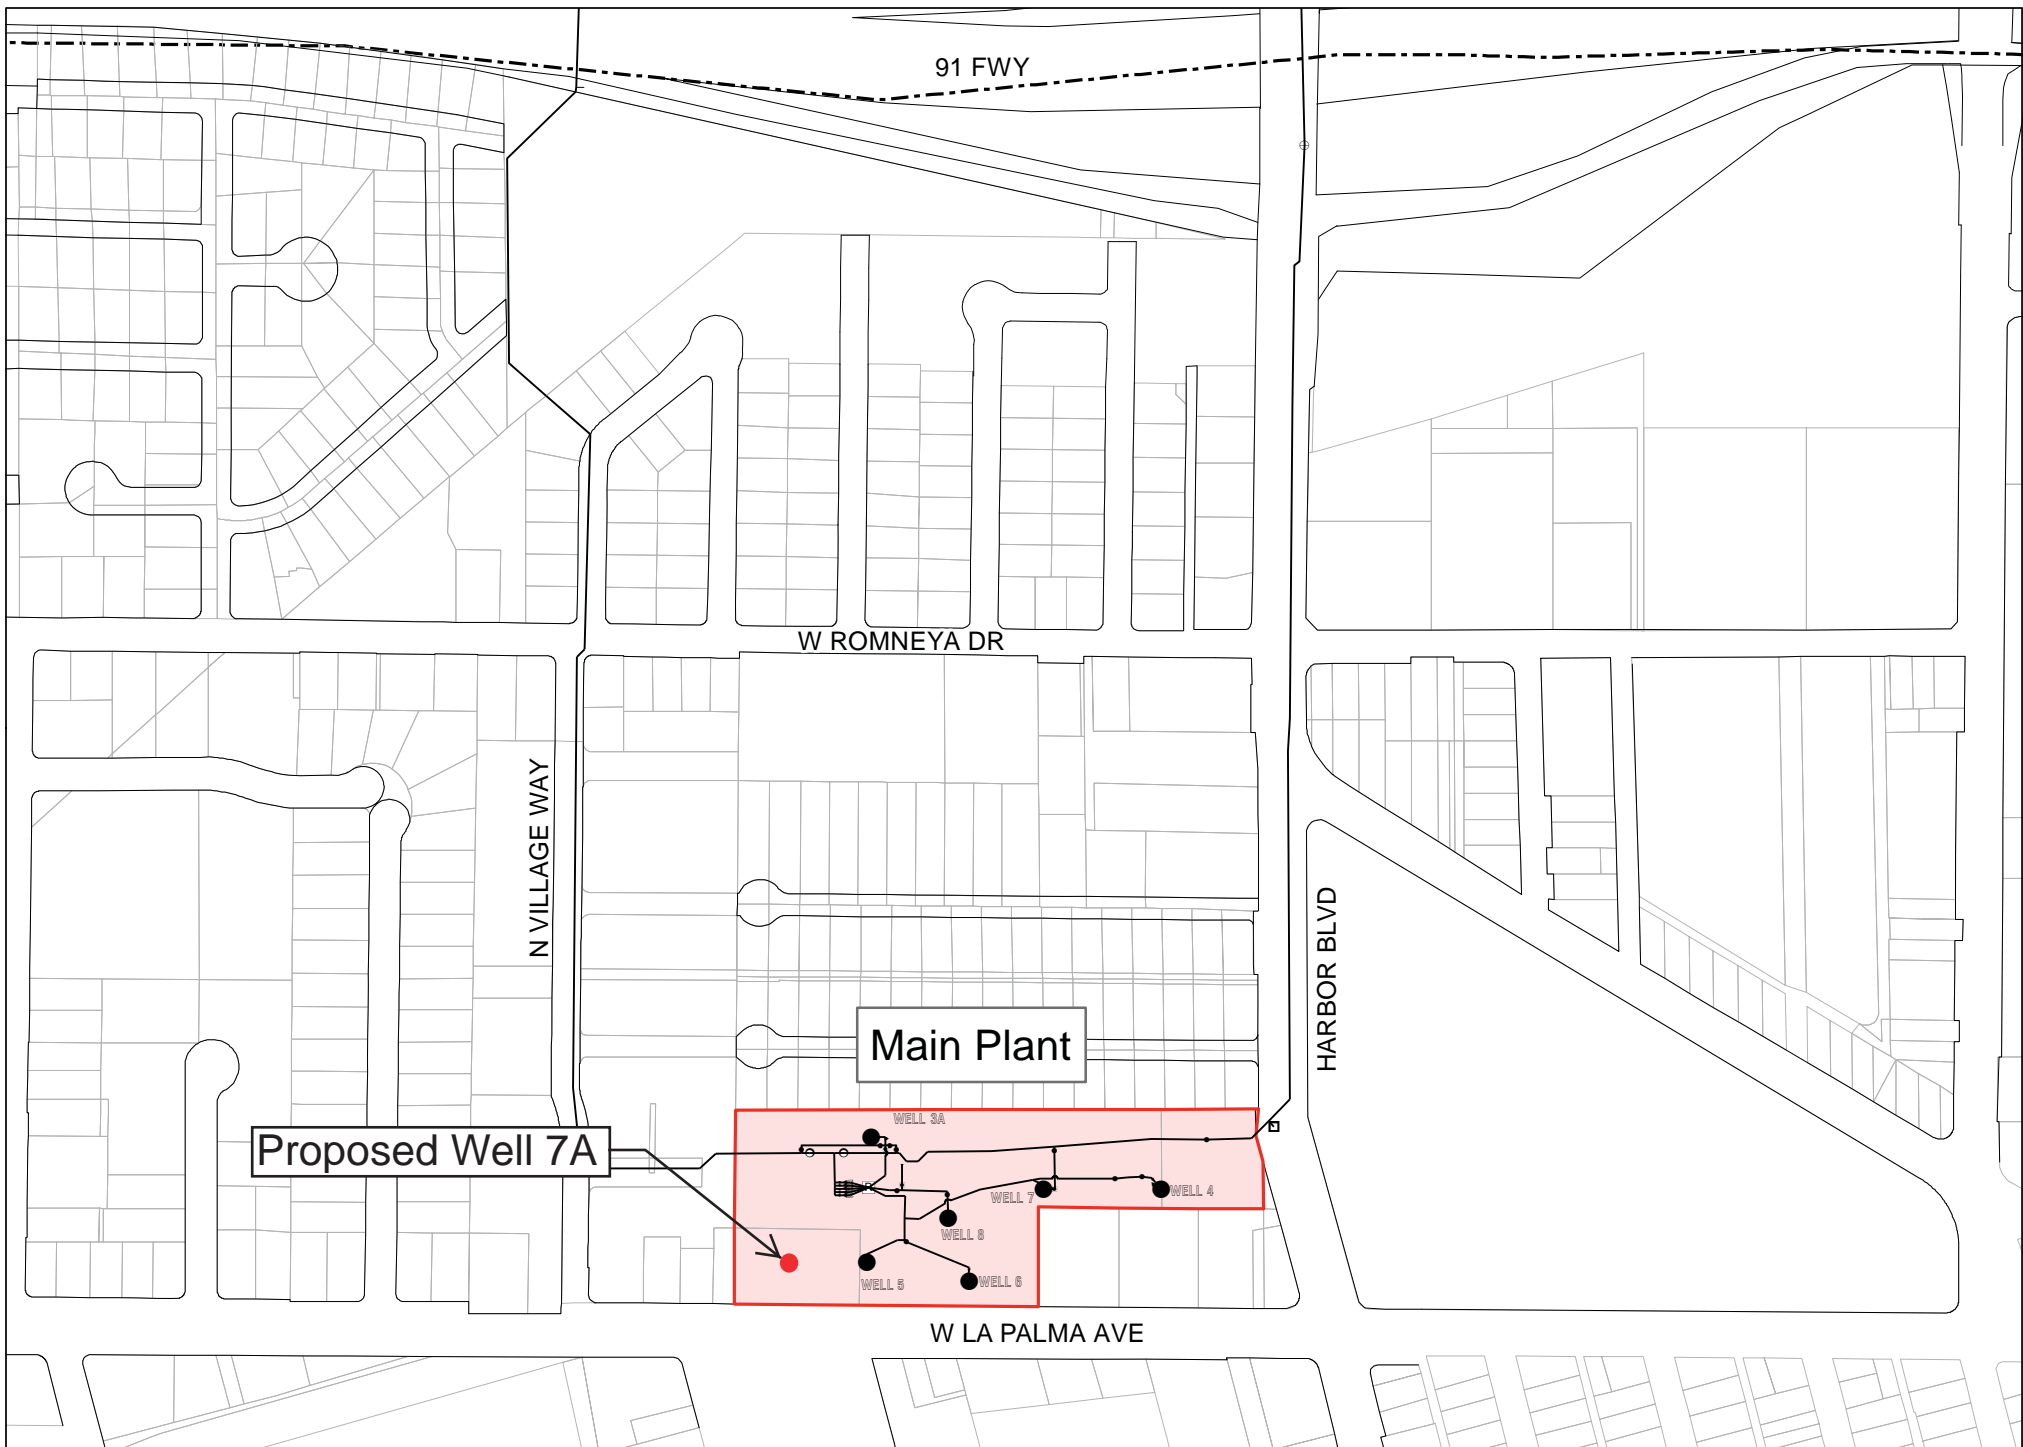 91 FWY
W ROMNEYA DR
N VILLAGE WAY
HARBOR BLVD
Main Plant
WELL 3A
Proposed Well 7A
WELL 7
WELL 4
WELL 8
WELL 5
WELL 6
W LA PALMA AVE